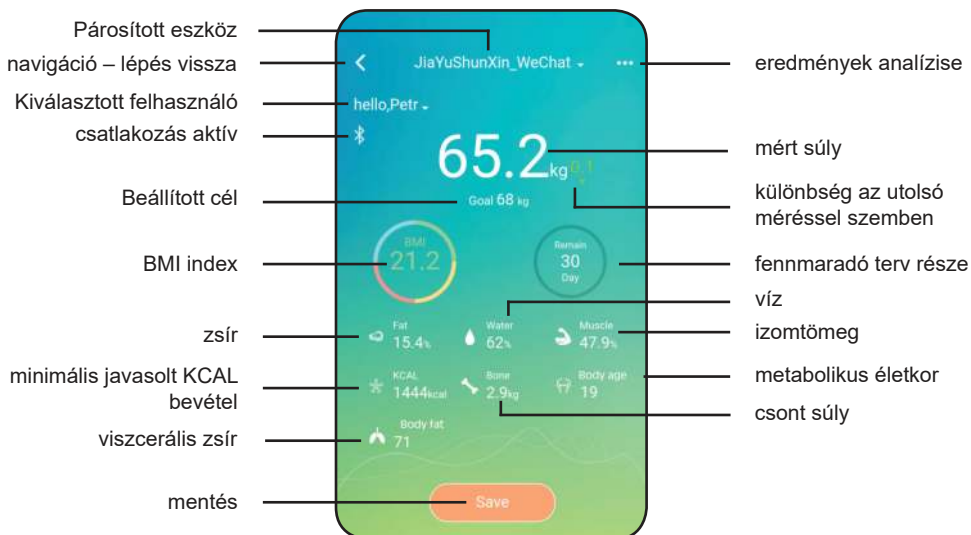 Párosított eszköz
navigáció – lépés vissza
JiaYuShunXin_WeChat
eredmények analízise
Kiválasztott felhasználó
hello,Petr
csatlakozás aktív
65.2kg 0.1
mért súly
Beállított cél
Goal 68 kg
különbség az utolsó
méréssel szemben
BMI index
BMI
21.2
Remain
30
Day
fennmaradó terv része
víz
zsír
Fat
15.4%
Water
62%
Muscle
47.9%
izomtömeg
minimális javasolt KCAL
bevétel
KCAL
1444kcal
Bone
2.9kg
Body age
19
metabolikus életkor
csont súly
viszcerális zsír
Body fat
71
mentés
Save